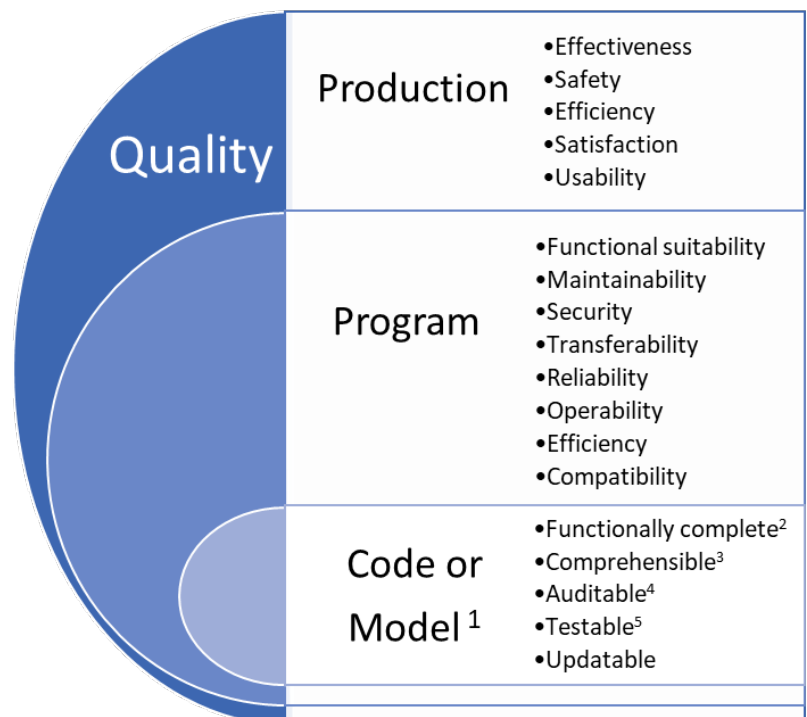 Quality
Production
•Effectiveness
•Safety
•Efficiency
•Satisfaction
•Usability
Program
•Functional suitability
•Maintainability
•Security
•Transferability
•Reliability
•Operability
•Efficiency
•Compatibility
Code or
Model ¹
•Functionally complete²
•Comprehensible³
•Auditable⁴
•Testable⁵
•Updatable